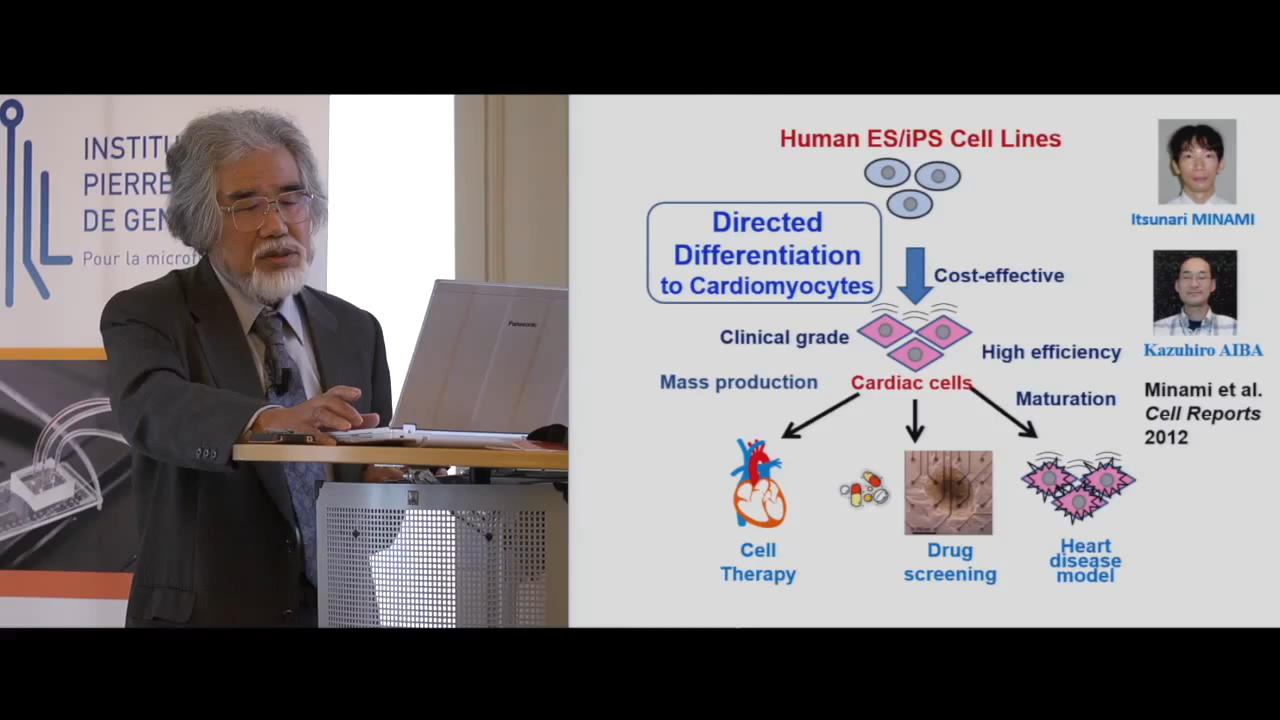 INSTITU
PIERRE
DE GEN
Pour la microf
Panasonic
Human ES/iPS Cell Lines
Directed
Differentiation
to Cardiomyocytes
Cost-effective
Clinical grade
High efficiency
Mass production
Cardiac cells
Maturation
Cell
Therapy
Drug
screening
Heart
disease
model
Itsunari MINAMI
Kazuhiro AIBA
Minami et al.
Cell Reports
2012